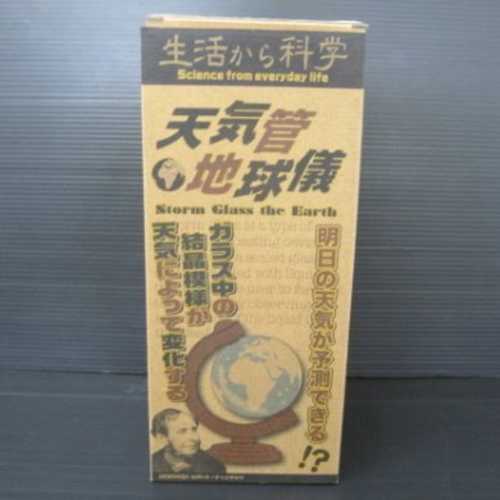 生活から科学
Science from everyday life
天気管
地球儀
Storm Glass the Earth
明日の天気が予測できる!?
ガラス中の
結晶模様が
天気によって変化する